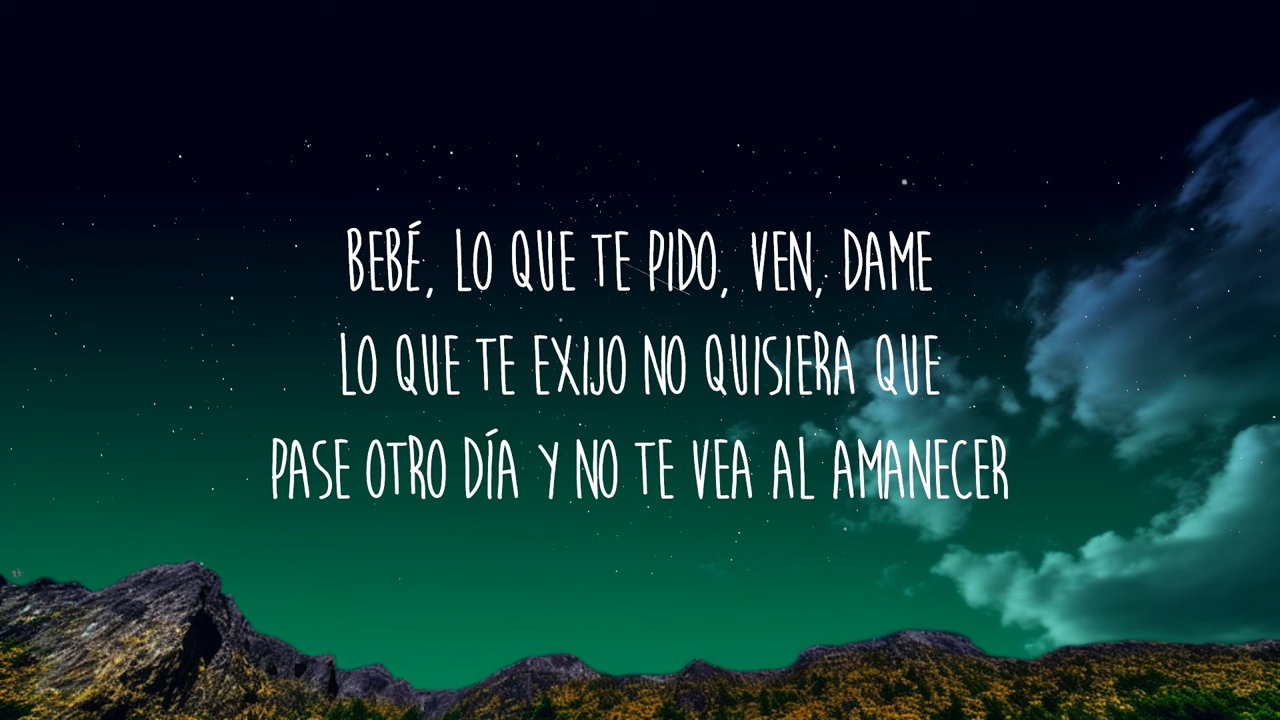 BEBÉ, LO QUE TE PIDO, VEN, DAME
LO QUE TE EXIJO NO QUISIERA QUE
PASE OTRO DÍA Y NO TE VEA AL AMANECER